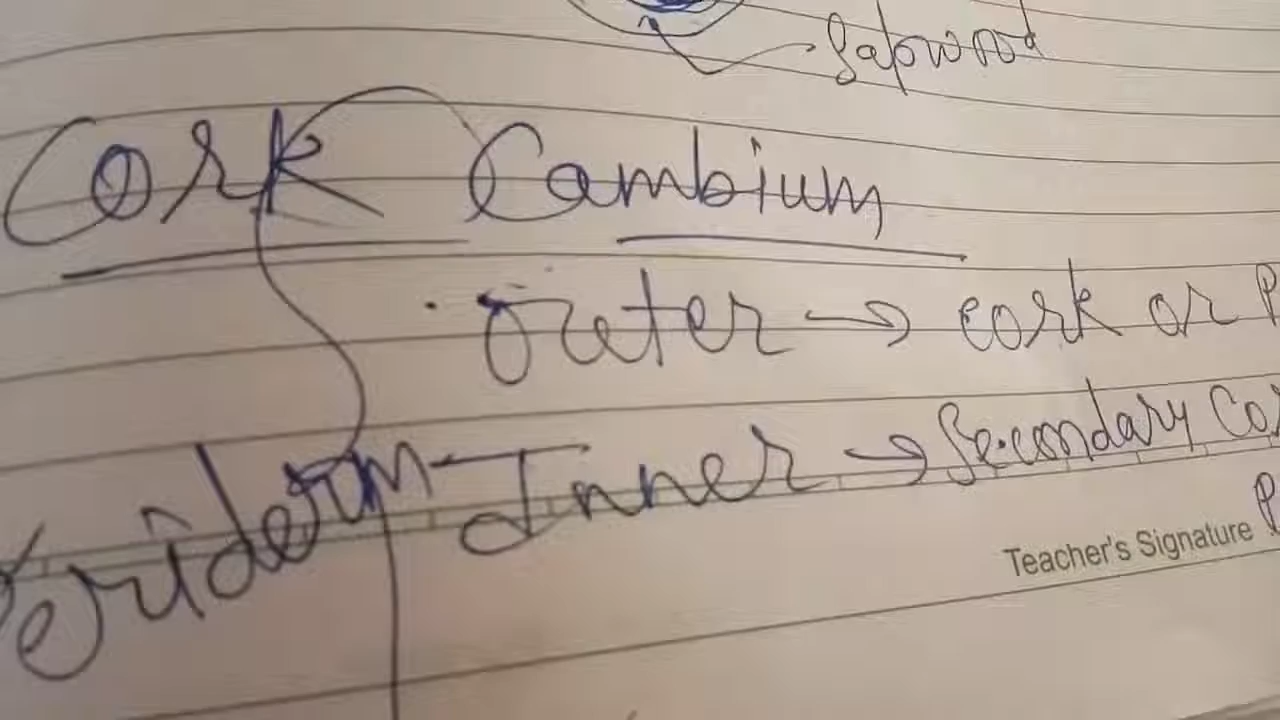 Sapwood
Cork Cambium
. Outer → cork or P
Periderm - Inner → Secondary Co
Teacher's Signature P